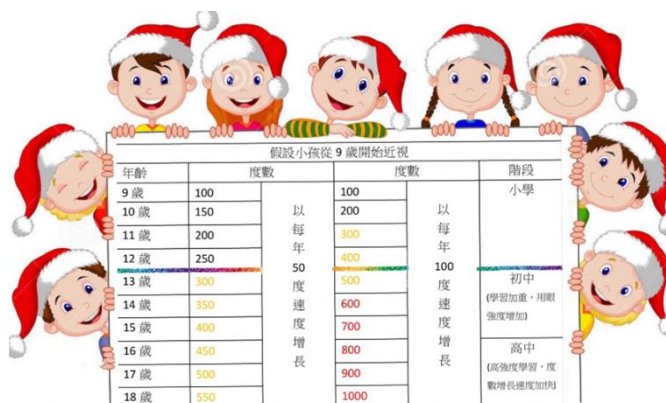 假設小孩從 9 歲開始近視
年齡 度數 度數 階段
9 歲 100 以每年 50 度速度增長 100 以每年 100 度速度增長 小學
10 歲 150 200
11 歲 200 300
12 歲 250 400
13 歲 300 500 初中
(學習加重，用眼
強度增加)
14 歲 350 600
15 歲 400 700
16 歲 450 800 高中
(高強度學習，度
數增長速度加快)
17 歲 500 900
18 歲 550 1000